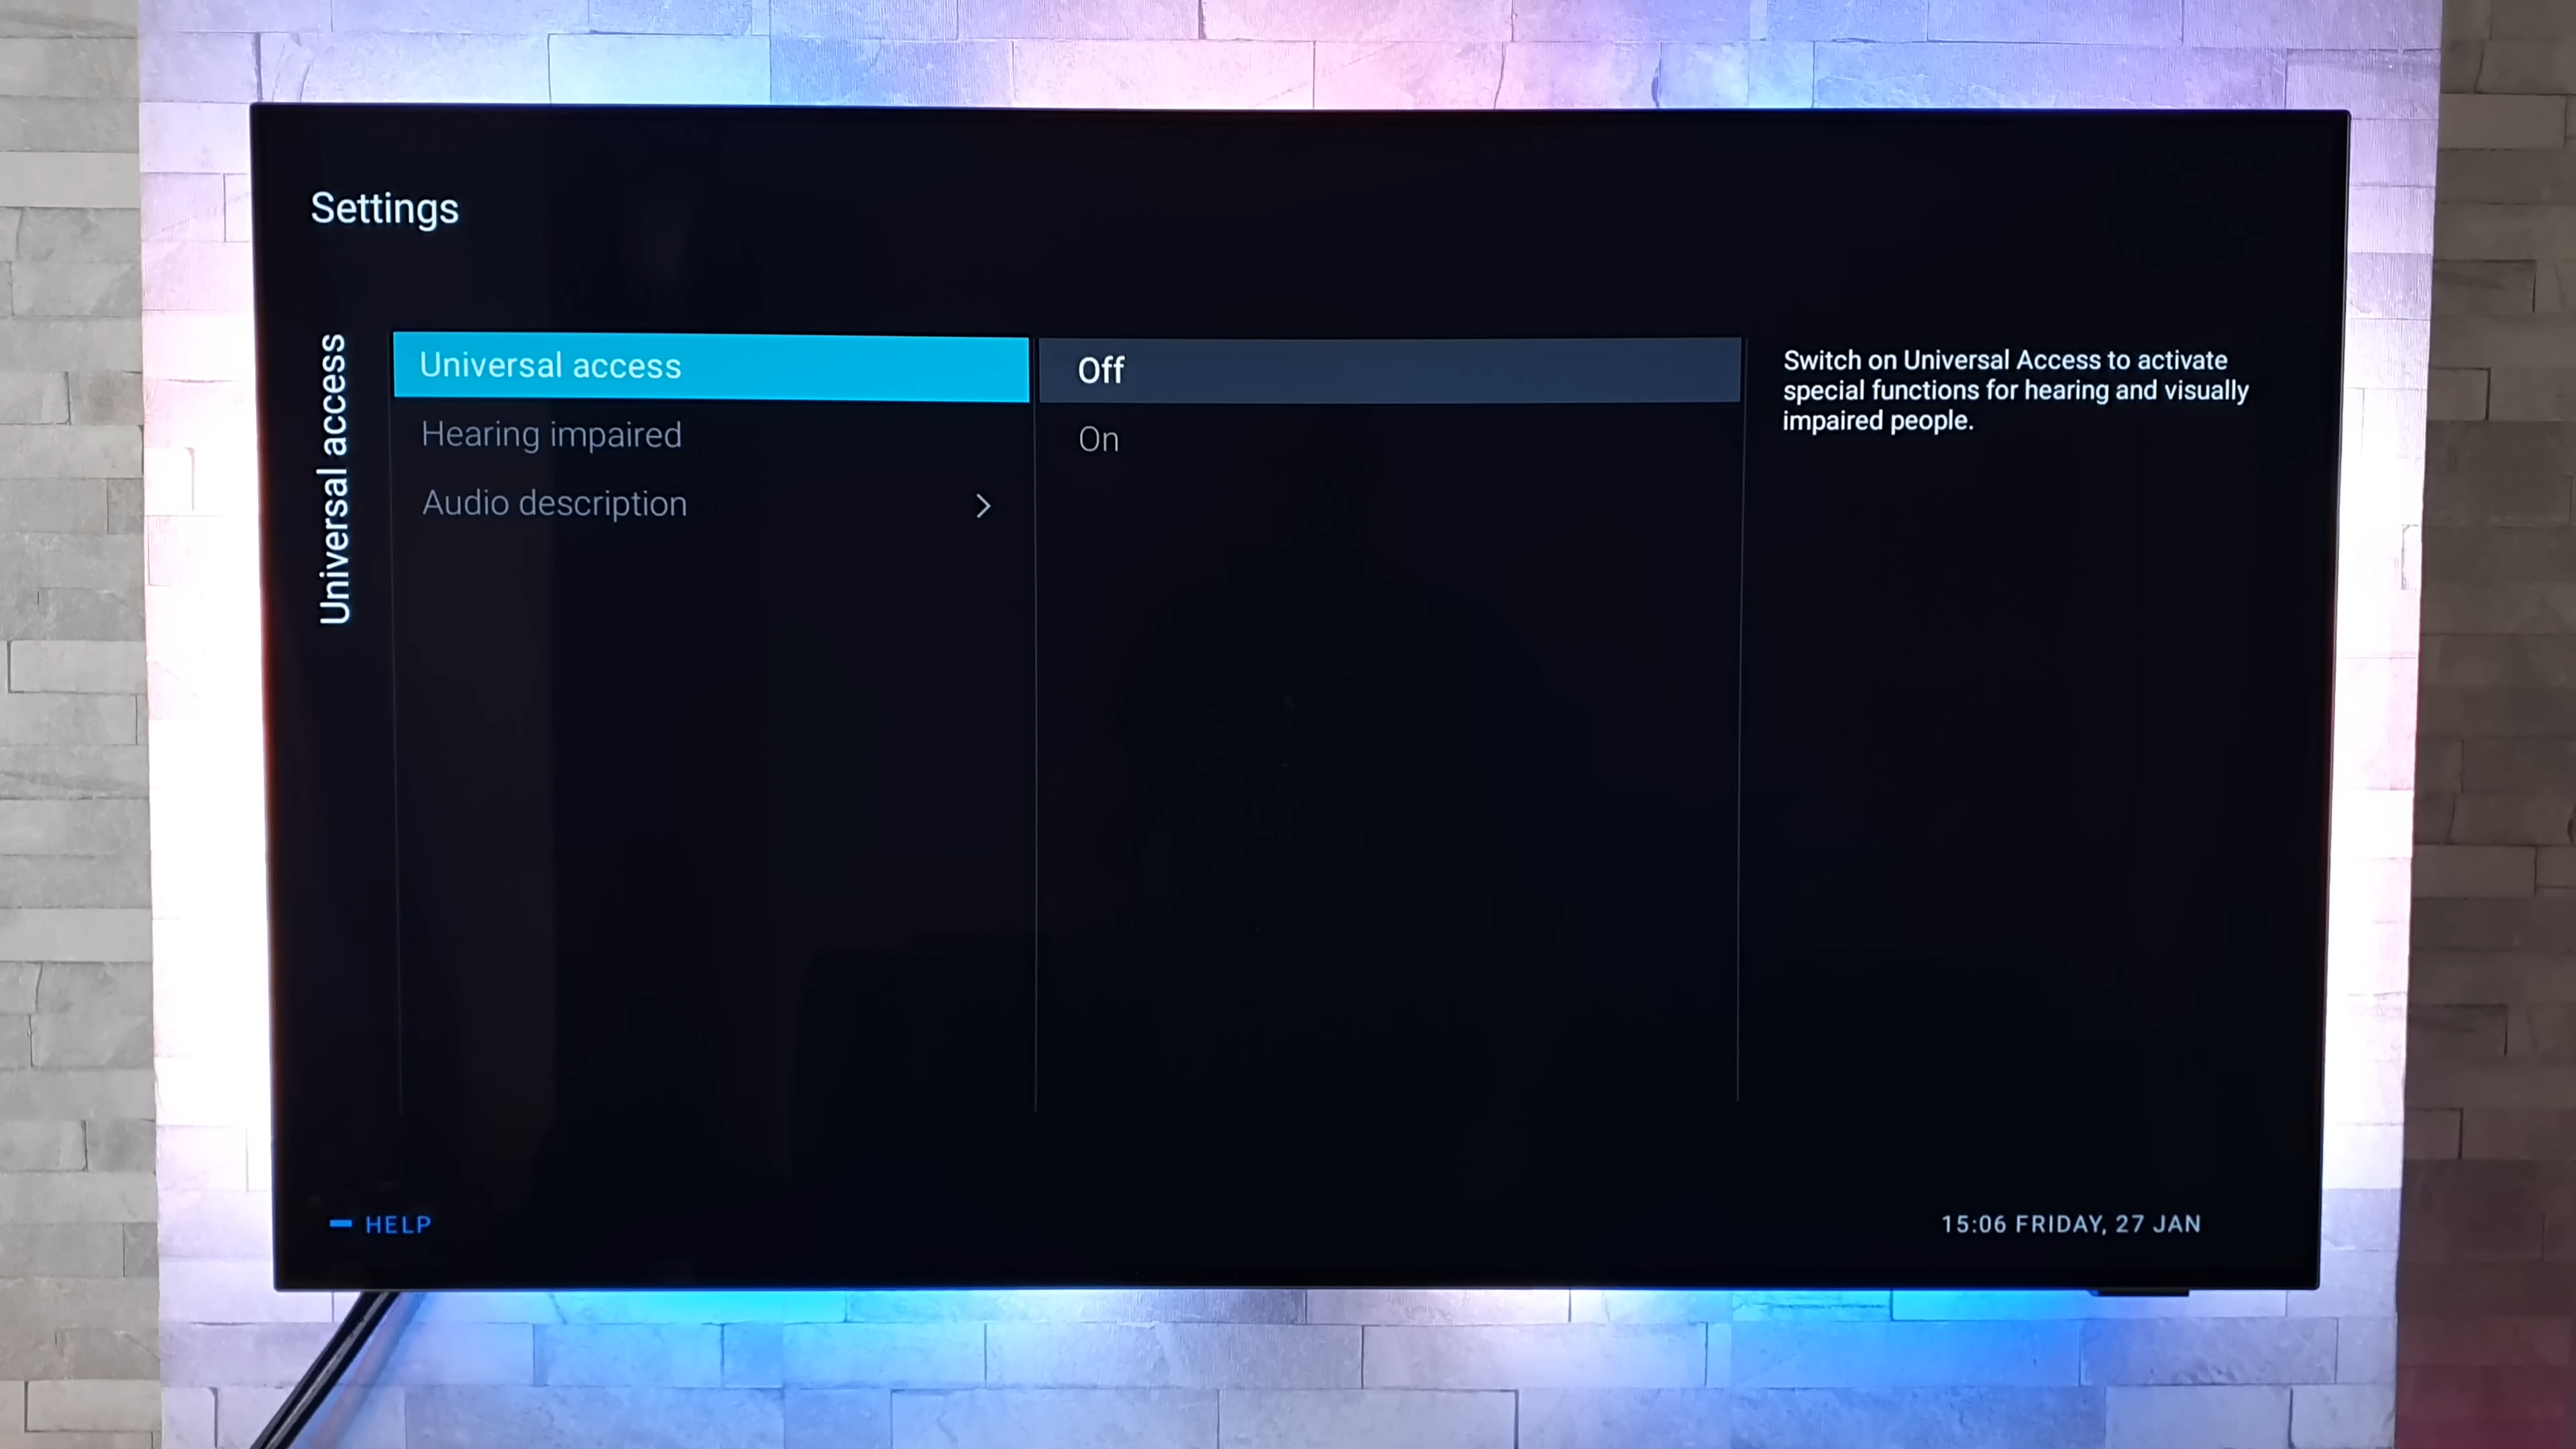 Settings
Universal access
Universal access
Hearing impaired
Audio description
Off
On
Switch on Universal Access to activate
special functions for hearing and visually
impaired people.
HELP
15:06 FRIDAY, 27 JAN